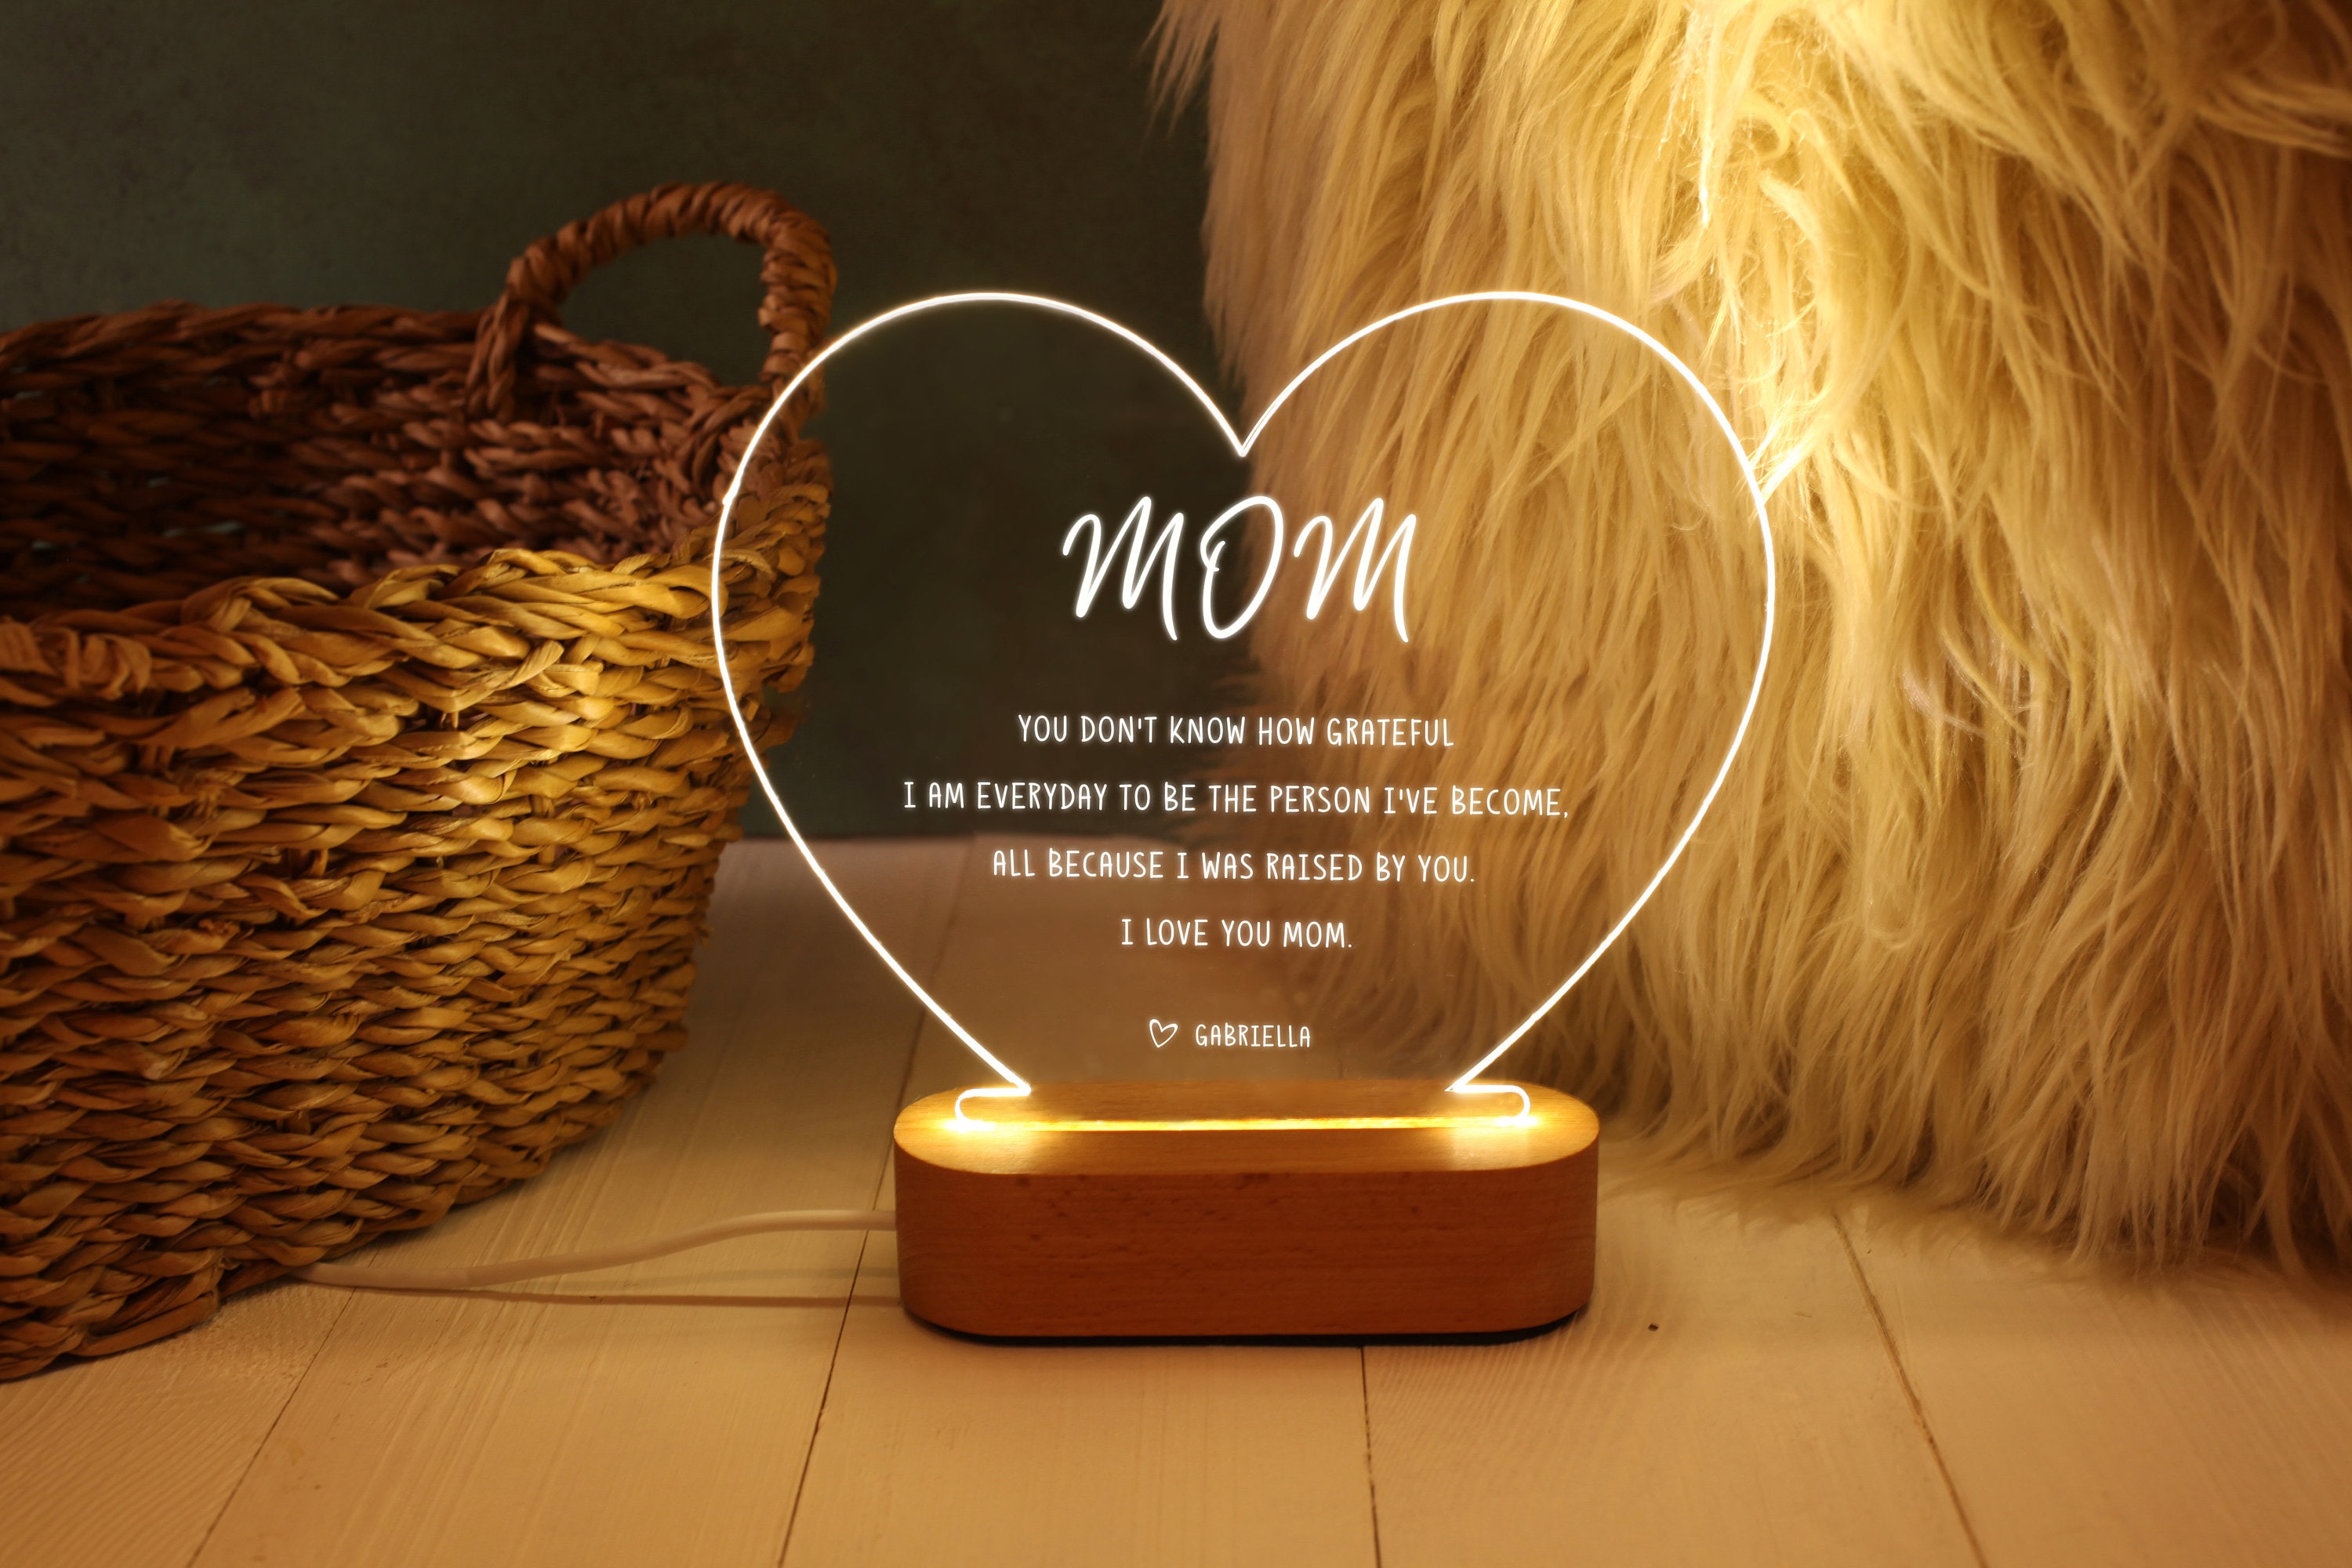 MOM
YOU DON'T KNOW HOW GRATEFUL
I AM EVERYDAY TO BE THE PERSON I'VE BECOME,
ALL BECAUSE I WAS RAISED BY YOU.
I LOVE YOU MOM.
♡ GABRIELLA